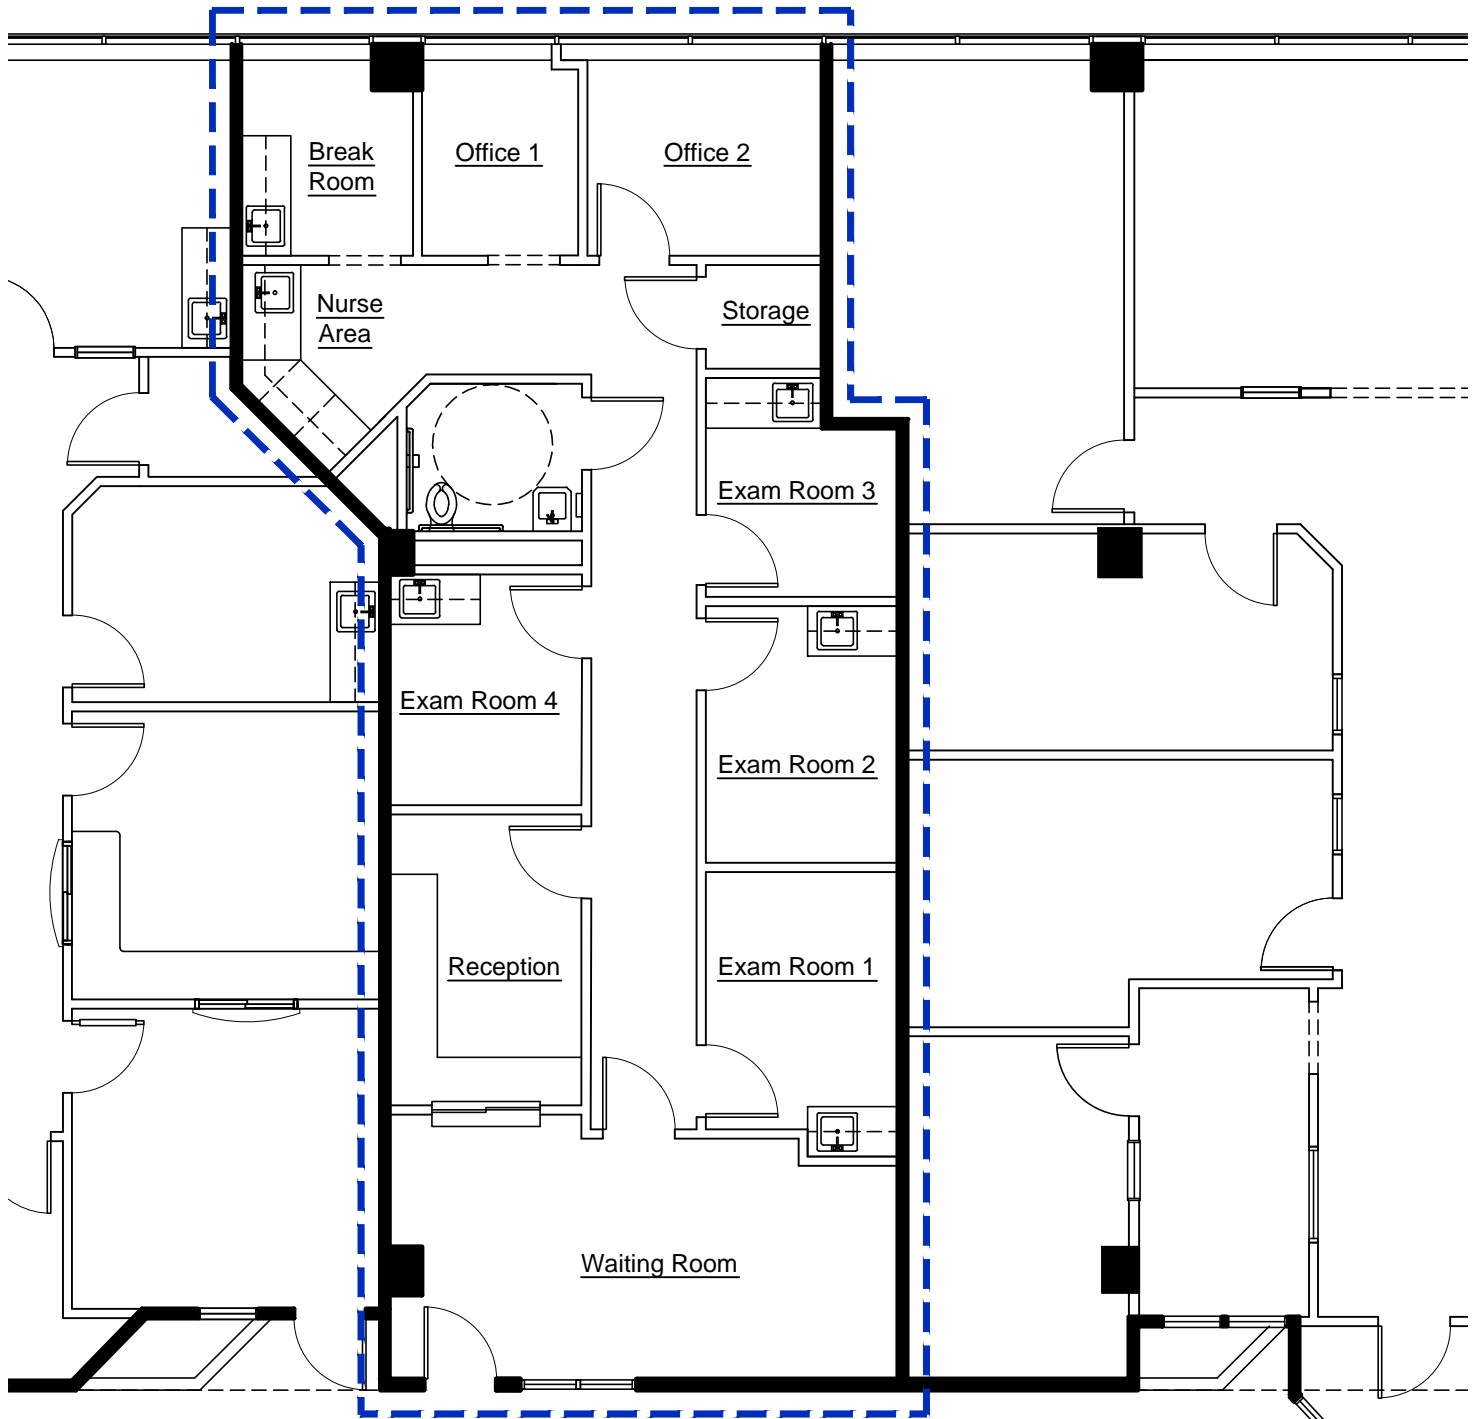 Break
Room
Office 1
Office 2
Nurse
Area
Storage
Exam Room 3
Exam Room 4
Exam Room 2
Reception
Exam Room 1
Waiting Room